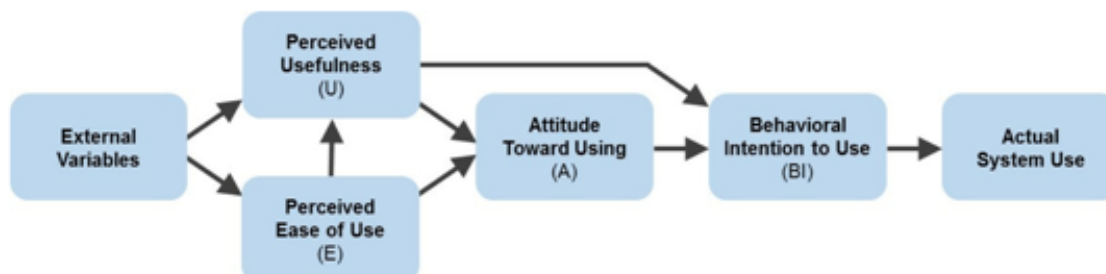 Perceived
Usefulness
(U)
External
Variables
Perceived
Ease of Use
(E)
Attitude
Toward Using
(A)
Behavioral
Intention to Use
(BI)
Actual
System Use